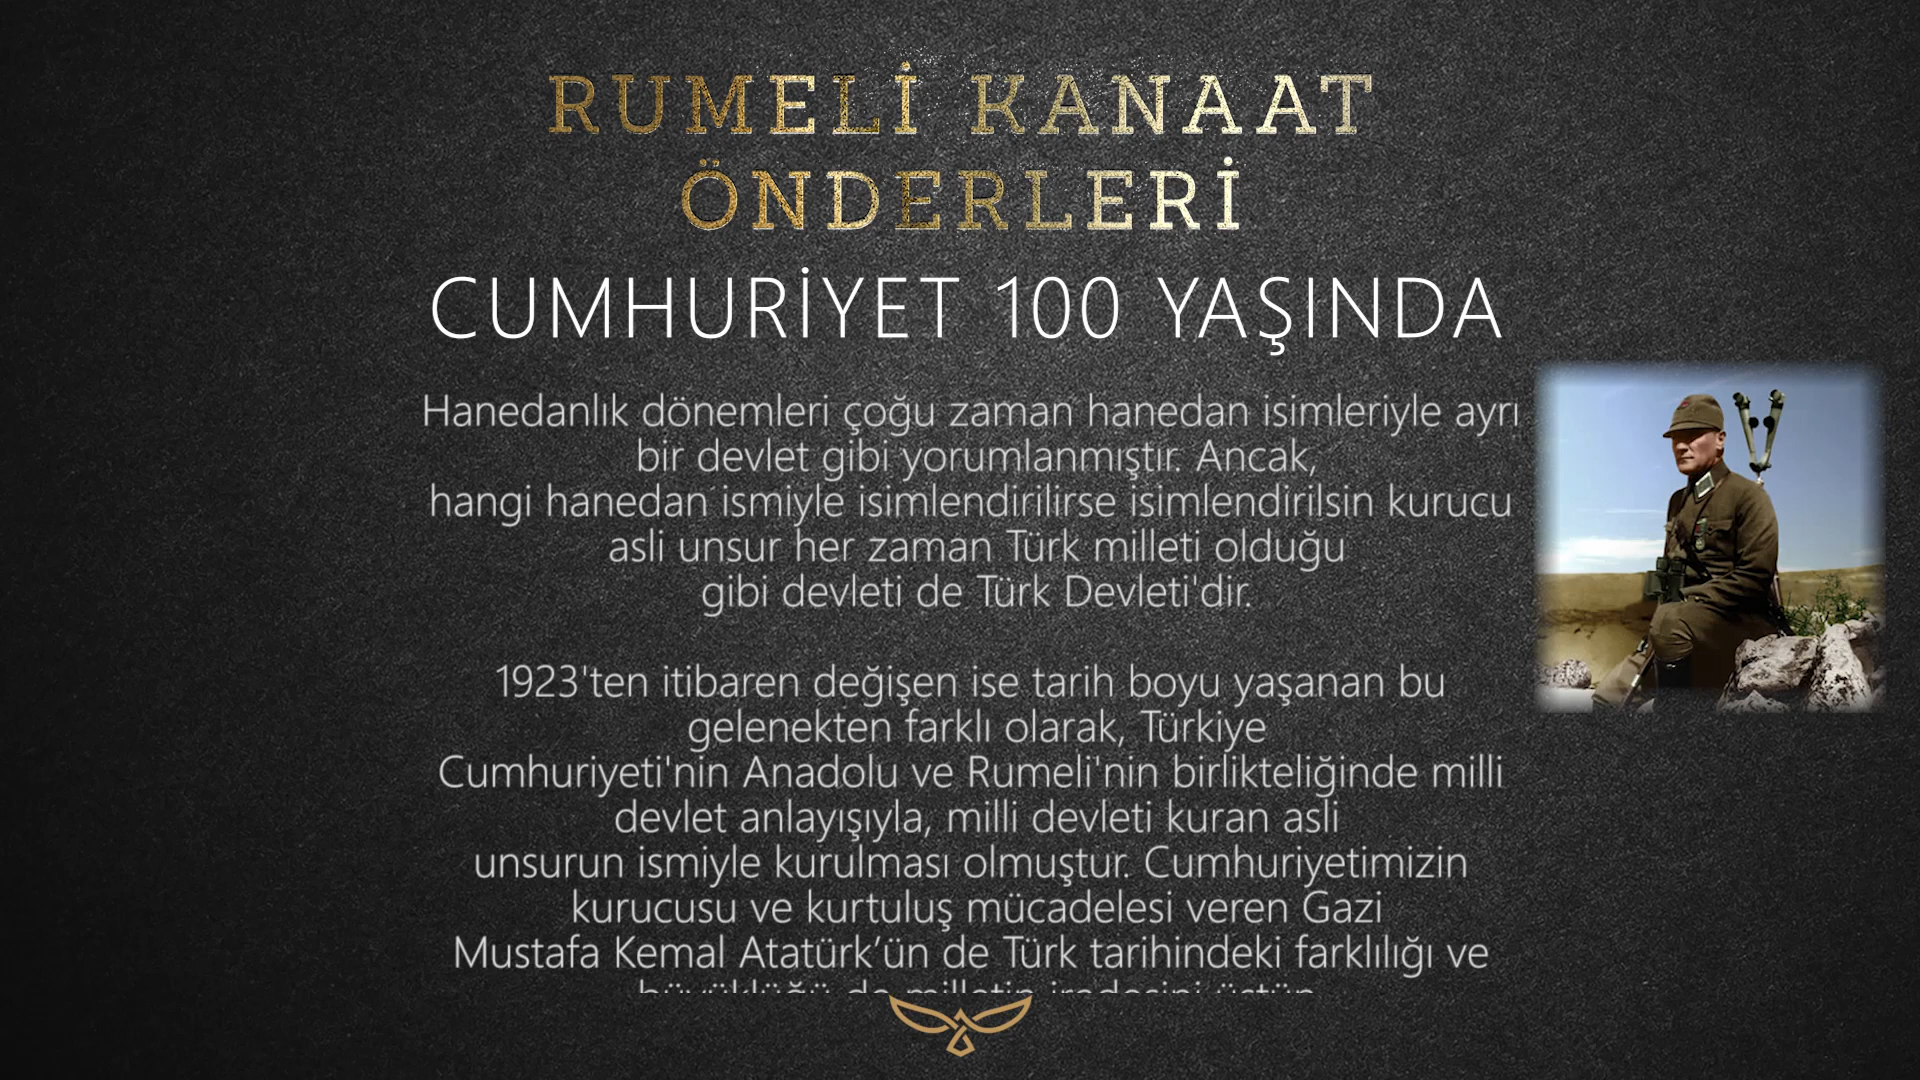 RUMELİ KANAAT
ÖNDERLERİ
CUMHURİYET 100 YAŞINDA
Hanedanlık dönemleri çoğu zaman hanedan isimleriyle ayrı
bir devlet gibi yorumlanmıştır. Ancak,
hangi hanedan ismiyle isimlendirilirse isimlendirilsin kurucu
asli unsur her zaman Türk milleti olduğu
gibi devleti de Türk Devleti'dir.
1923'ten itibaren değişen ise tarih boyu yaşanan bu
gelenekten farklı olarak, Türkiye
Cumhuriyeti'nin Anadolu ve Rumeli'nin birlikteliğinde milli
devlet anlayışıyla, milli devleti kuran asli
unsurun ismiyle kurulması olmuştur. Cumhuriyetimizin
kurucusu ve kurtuluş mücadelesi veren Gazi
Mustafa Kemal Atatürk’ün de Türk tarihindeki farklılığı ve